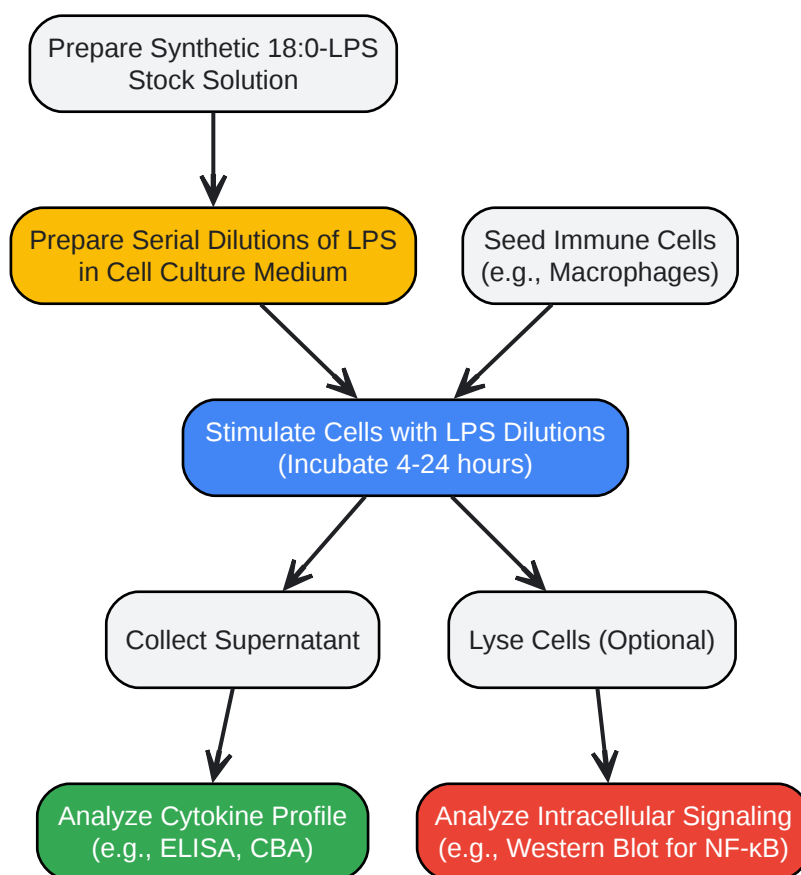 Prepare Synthetic 18:0-LPS
Stock Solution
Prepare Serial Dilutions of LPS
in Cell Culture Medium
Seed Immune Cells
(e.g., Macrophages)
Stimulate Cells with LPS Dilutions
(Incubate 4-24 hours)
Collect Supernatant
Lyse Cells (Optional)
Analyze Cytokine Profile
(e.g., ELISA, CBA)
Analyze Intracellular Signaling
(e.g., Western Blot for NF-κB)